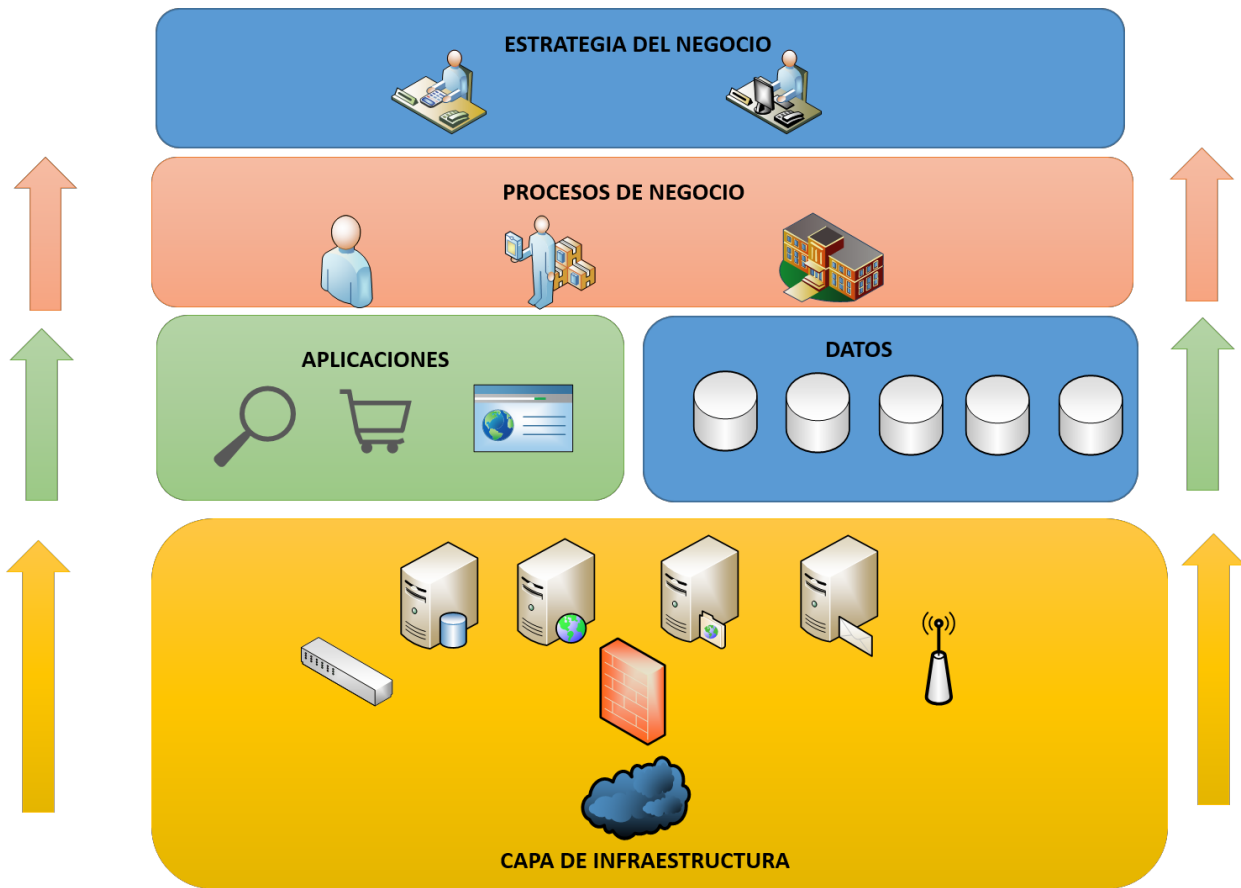 ESTRATEGIA DEL NEGOCIO
PROCESOS DE NEGOCIO
APLICACIONES
DATOS
CAPA DE INFRAESTRUCTURA